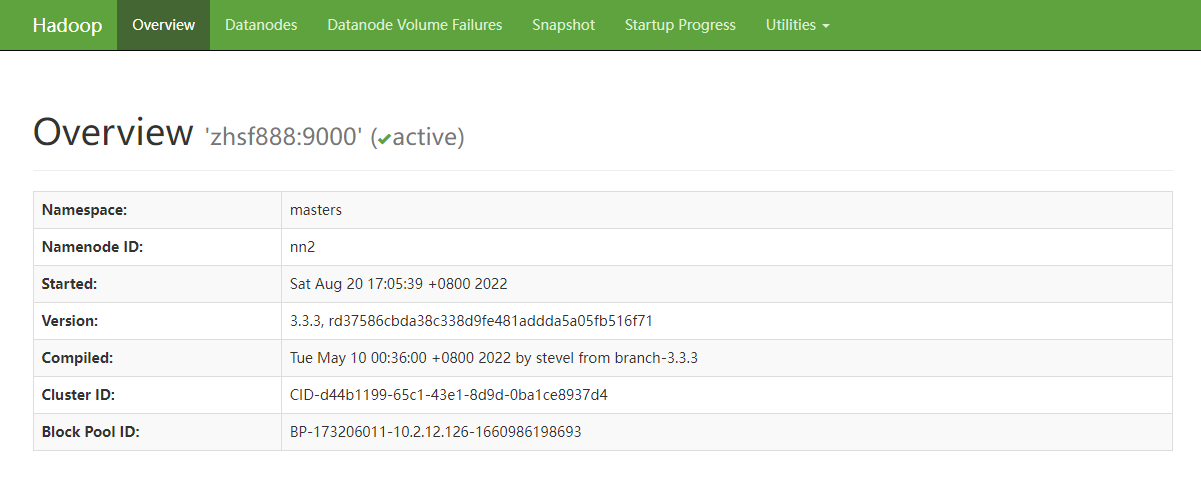 Hadoop Overview Datanodes Datanode Volume Failures Snapshot Startup Progress Utilities
Overview 'zhsf888:9000' (✔active)
Namespace: masters
Namenode ID: nn2
Started: Sat Aug 20 17:05:39 +0800 2022
Version: 3.3.3, rd37586cbda38c338d9fe481addda5a05fb516f71
Compiled: Tue May 10 00:36:00 +0800 2022 by stevel from branch-3.3.3
Cluster ID: CID-d44b1199-65c1-43e1-8d9d-0ba1ce8937d4
Block Pool ID: BP-173206011-10.2.12.126-1660986198693